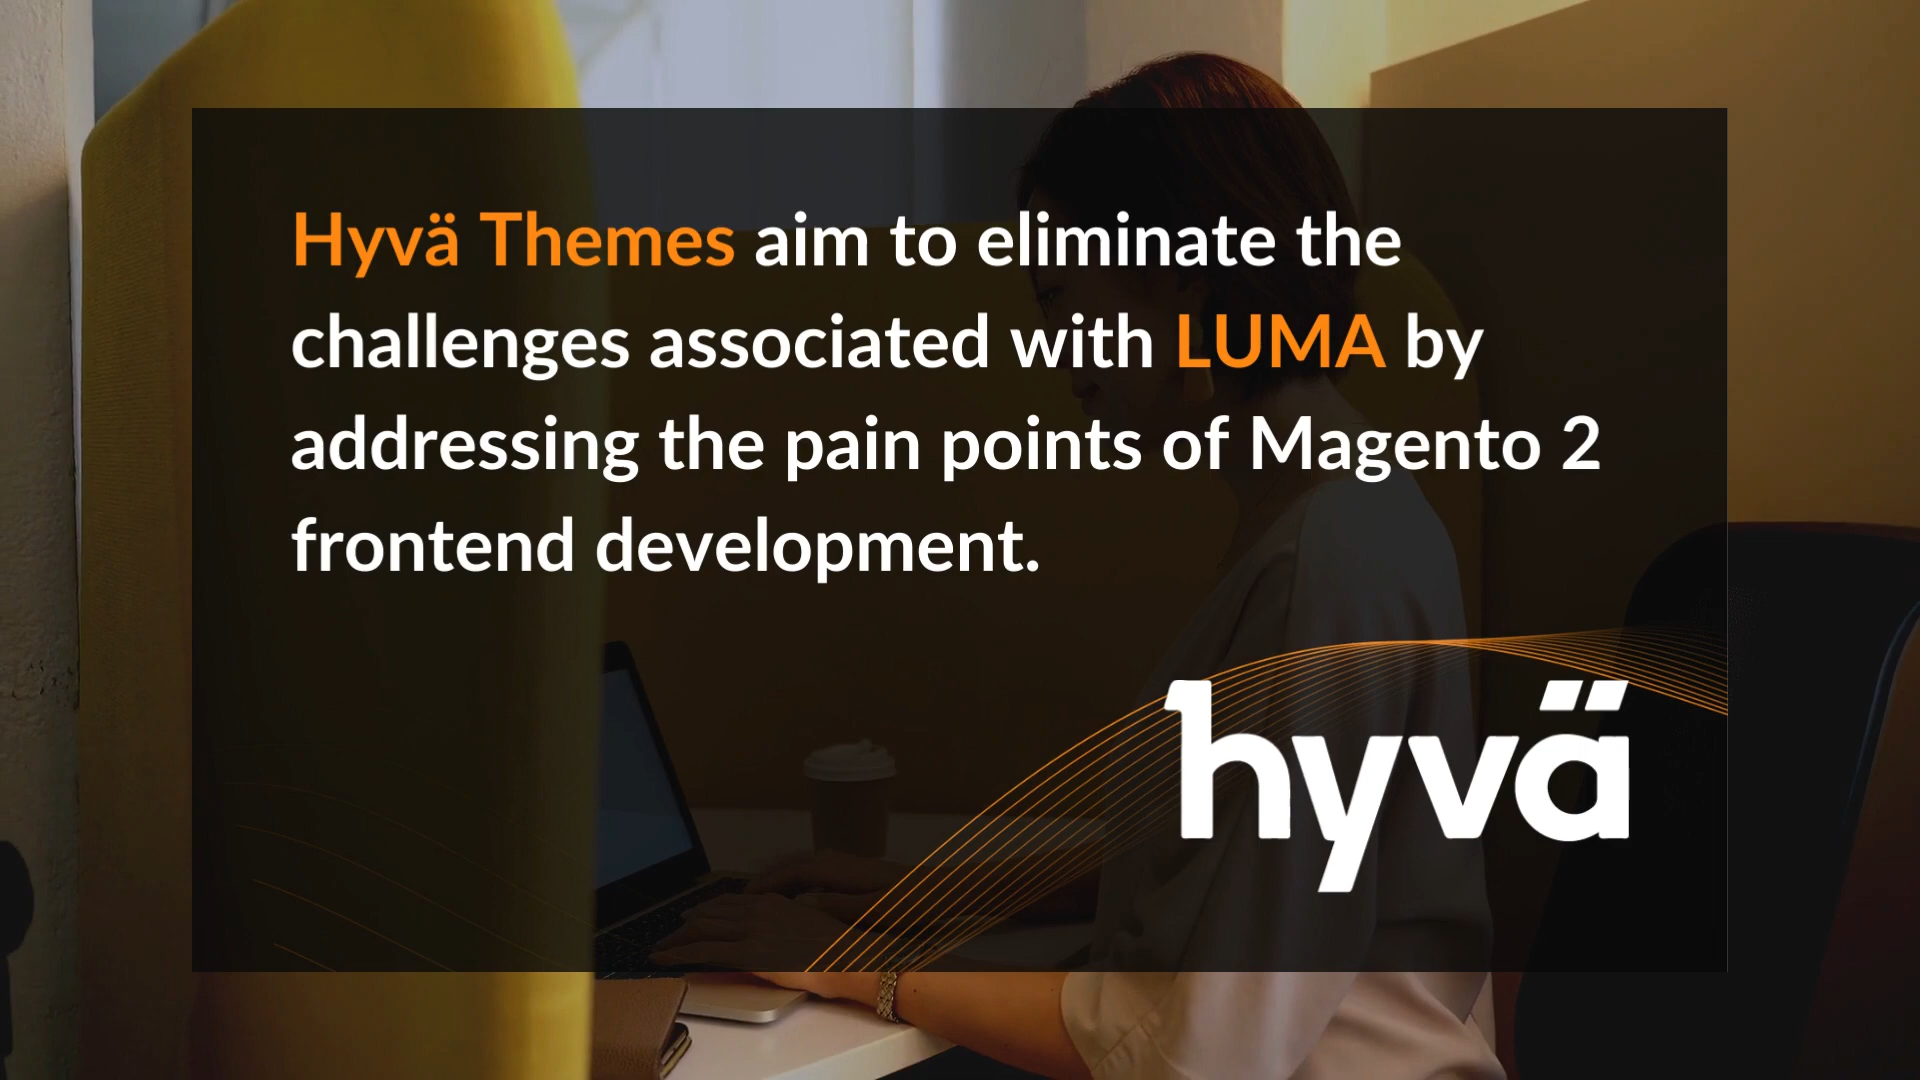 Hyvä Themes aim to eliminate the
challenges associated with LUMA by
addressing the pain points of Magento 2
frontend development.
hyvä